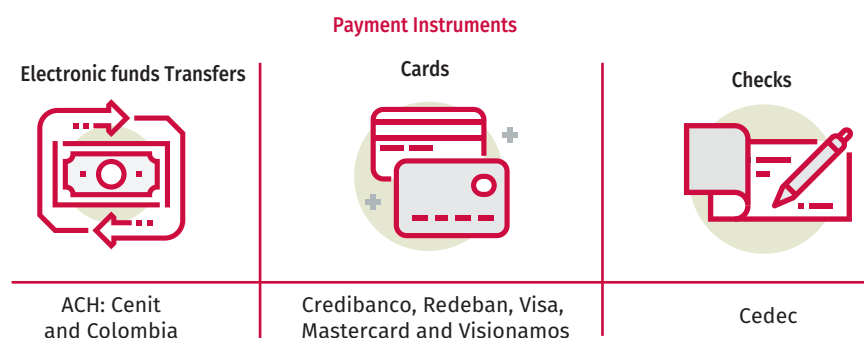 Payment Instruments
Electronic funds Transfers
Cards
Checks
ACH: Cenit
and Colombia
Credibanco, Redeban, Visa,
Mastercard and Visionamos
Cedec